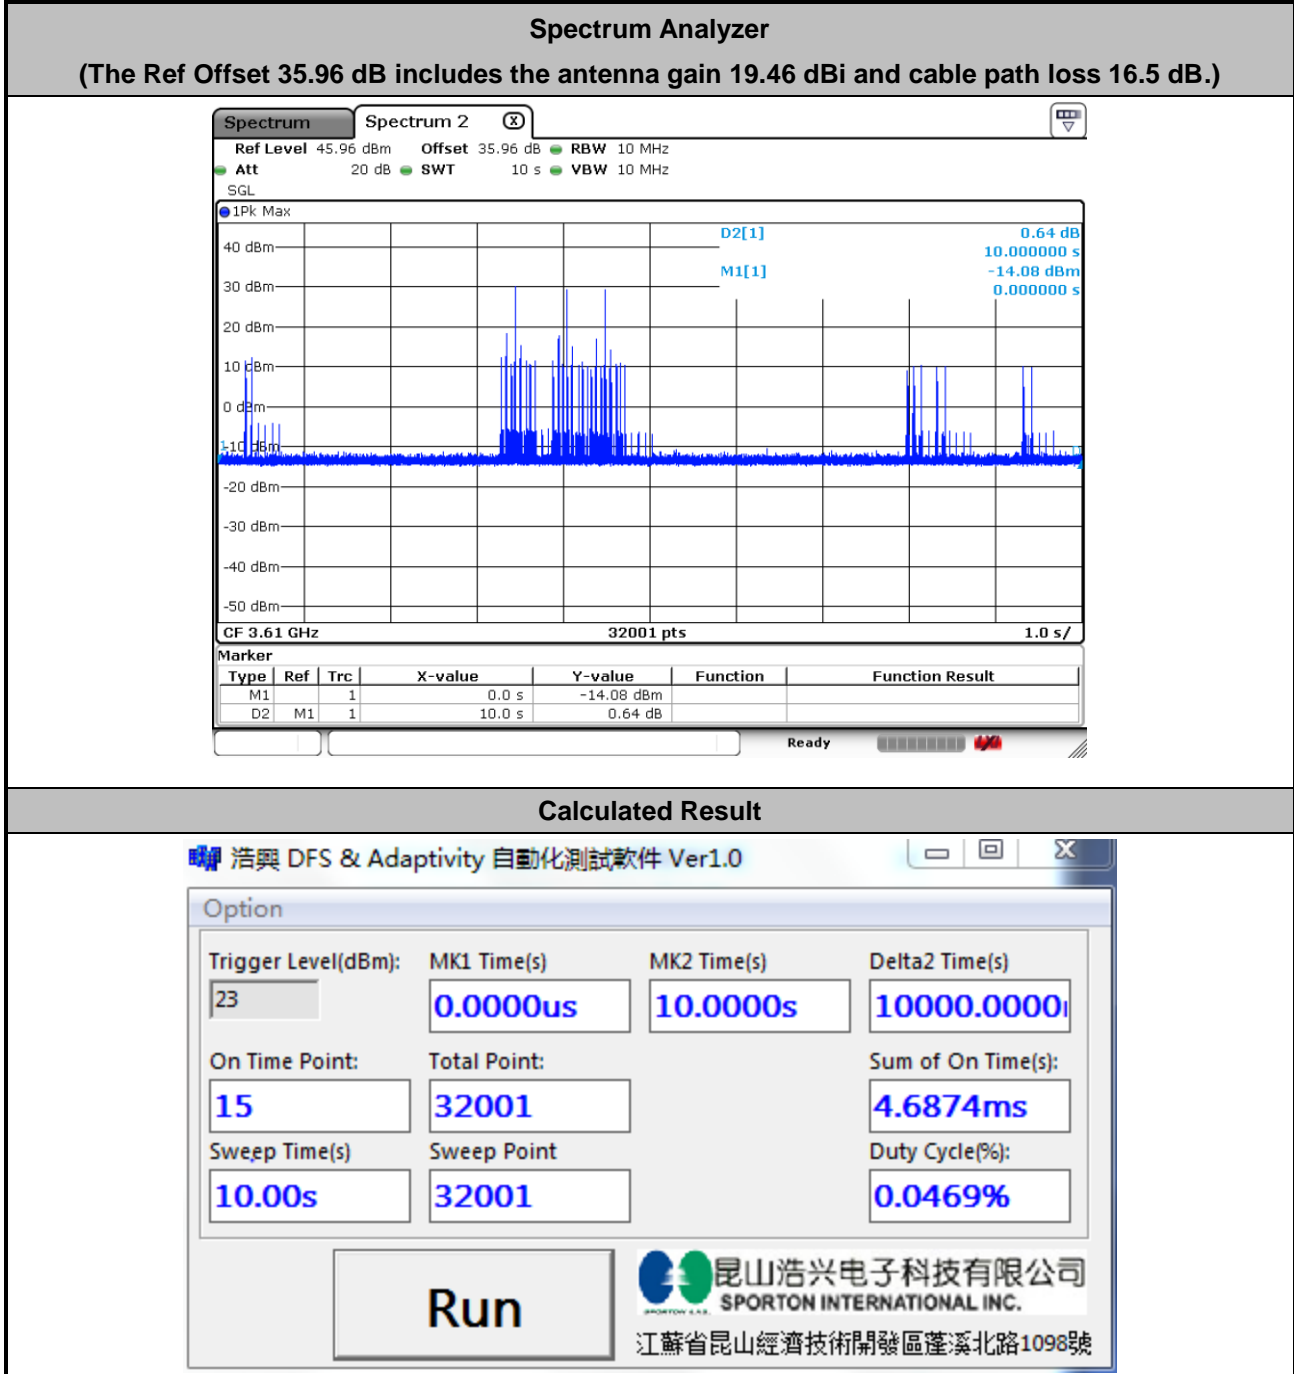 Spectrum Analyzer
(The Ref Offset 35.96 dB includes the antenna gain 19.46 dBi and cable path loss 16.5 dB.)
Spectrum Spectrum 2
Ref Level 45.96 dBm Offset 35.96 dB RBW 10 MHz
Att 20 dB SWT 10 s VBW 10 MHz
SGL
1Pk Max
D2[1] 0.64 dB
10.000000 s
M1[1] -14.08 dBm
0.000000 s
40 dBm
30 dBm
20 dBm
10 dBm
0 dBm
-10 dBm
-20 dBm
-30 dBm
-40 dBm
-50 dBm
CF 3.61 GHz 32001 pts 1.0 s/
Marker
Type Ref Trc X-value Y-value Function Function Result
M1 1 0.0 s -14.08 dBm
D2 M1 1 10.0 s 0.64 dB
Ready
Calculated Result
浩興 DFS & Adaptivity 自動化測試軟件 Ver1.0
Option
Trigger Level(dBm): MK1 Time(s) MK2 Time(s) Delta2 Time(s)
23 0.0000us 10.0000s 10000.0000
On Time Point: Total Point: Sum of On Time(s):
15 32001 4.6874ms
Sweep Time(s) Sweep Point Duty Cycle(%):
10.00s 32001 0.0469%
Run
昆山浩兴电子科技有限公司
SPORTON INTERNATIONAL INC.
江蘇省昆山經濟技術開發區蓬溪北路1098號